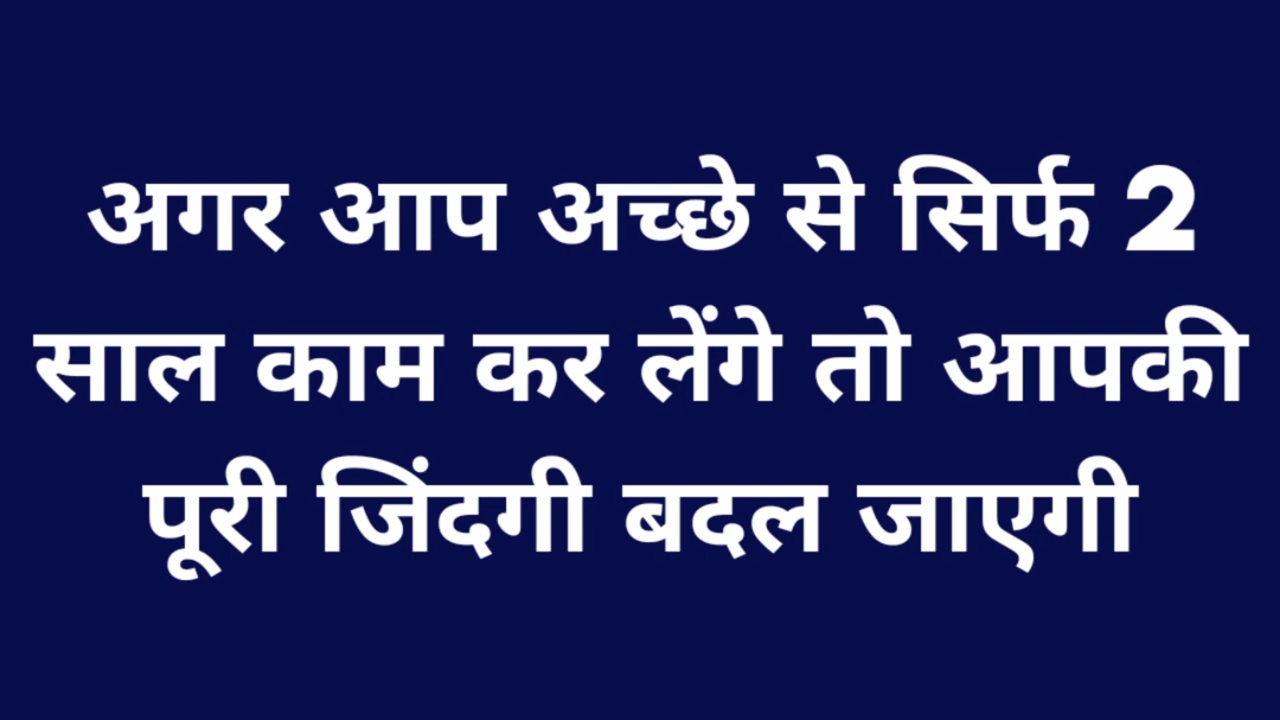 अगर आप अच्छे से सिर्फ 2
साल काम कर लेंगे तो आपकी
पूरी जिंदगी बदल जाएगी